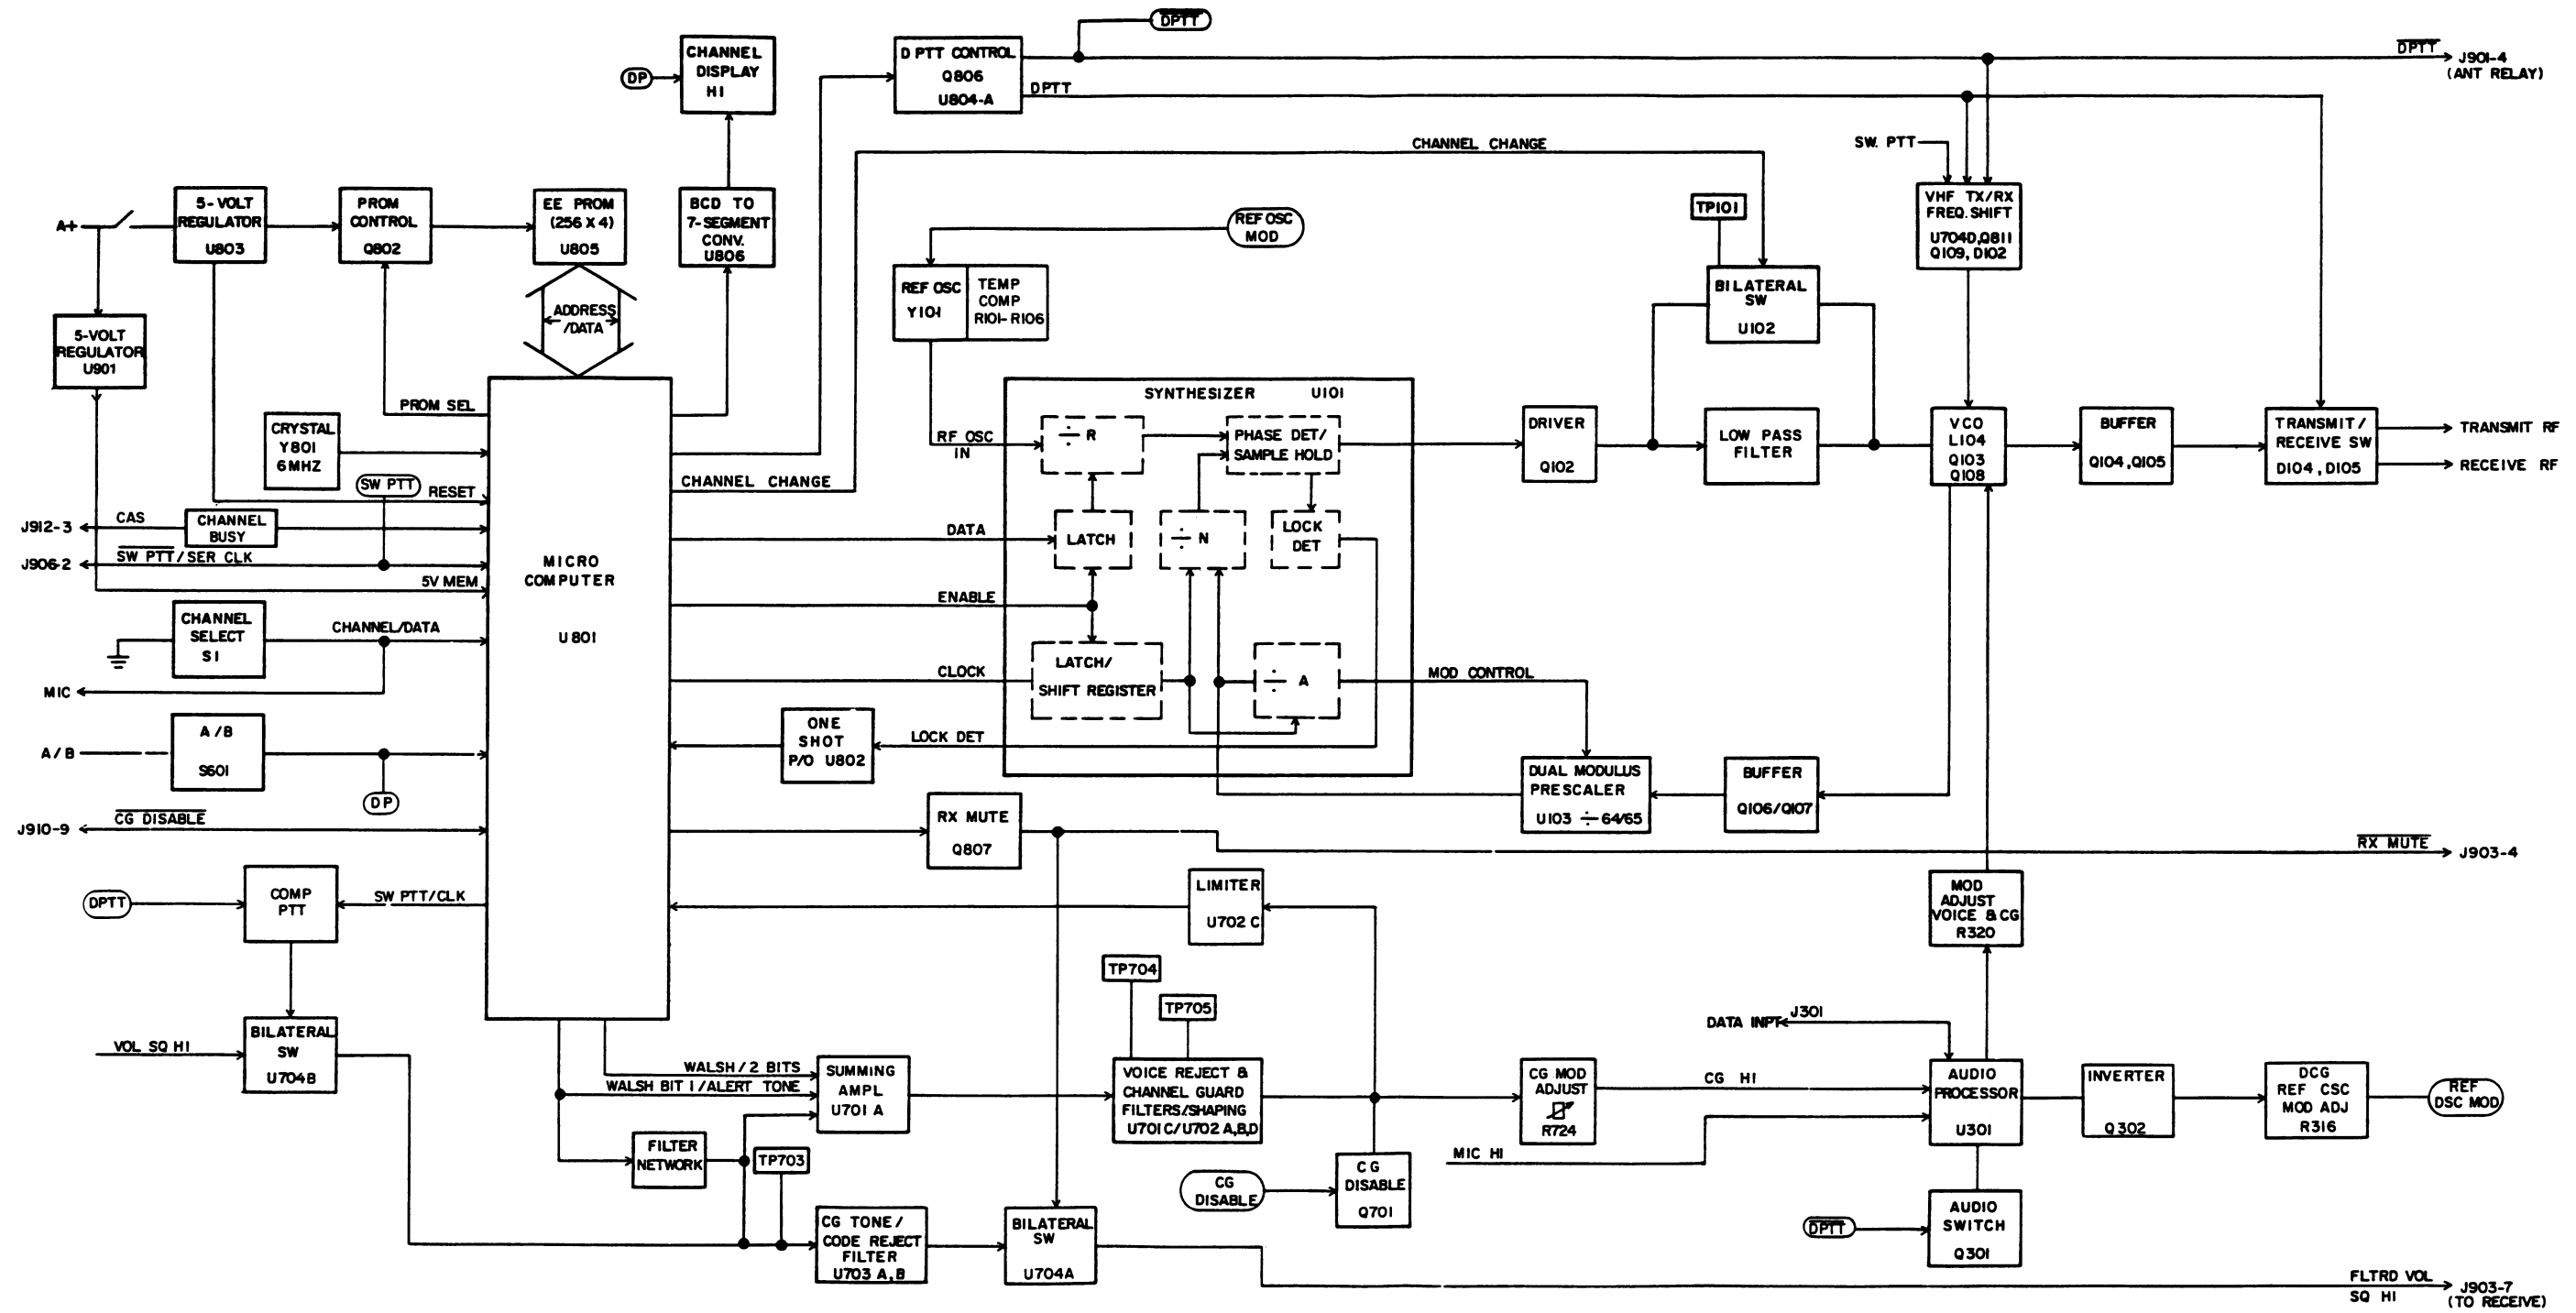 DPTT
CHANNEL
DISPLAY
H1
DP
D PTT CONTROL
Q806
U804-A
DPTT
DPTT
J901-4
(ANT RELAY)
CHANNEL CHANGE
SW. PTT
A+
5-VOLT
REGULATOR
U803
PROM
CONTROL
Q802
EE PROM
(256 X 4)
U805
BCD TO
7-SEGMENT
CONV.
U806
REF OSC
MOD
TP101
VHF TX/RX
FREQ. SHIFT
U704D,Q811
Q109, D102
ADDRESS
/DATA
REF OSC
Y101
TEMP
COMP
R101-R106
BILATERAL
SW
U102
5-VOLT
REGULATOR
U901
PROM SEL
CRYSTAL
Y801
6MHZ
SW PTT
RESET
SYNTHESIZER
U101
RF OSC
IN
÷ R
PHASE DET/
SAMPLE HOLD
DRIVER
Q102
LOW PASS
FILTER
VCO
L104
Q103
Q108
BUFFER
Q104,Q105
TRANSMIT/
RECEIVE SW
D104, D105
TRANSMIT RF
RECEIVE RF
CHANNEL CHANGE
J912-3
CAS
CHANNEL
BUSY
J906-2
SW PTT/SER CLK
5V MEM
MICRO
COMPUTER
U801
DATA
LATCH
÷ N
LOCK
DET
ENABLE
CHANNEL
SELECT
S1
CHANNEL/DATA
MIC
CLOCK
LATCH/
SHIFT REGISTER
÷ A
MOD CONTROL
A/B
A/B
S601
DP
ONE
SHOT
P/O U802
LOCK DET
DUAL MODULUS
PRESCALER
U103 ÷ 64/65
BUFFER
Q106/Q107
J910-9
CG DISABLE
RX MUTE
Q807
RX MUTE
J903-4
DPTT
COMP
PTT
SW PTT/CLK
LIMITER
U702 C
MOD
ADJUST
VOICE & CG
R320
TP704
TP705
DATA INPT
J301
VOL SQ HI
BILATERAL
SW
U704B
WALSH/2 BITS
WALSH BIT 1/ALERT TONE
SUMMING
AMPL
U701 A
VOICE REJECT &
CHANNEL GUARD
FILTERS/SHAPING
U701C/U702 A,B,D
CG MOD
ADJUST
R724
CG HI
AUDIO
PROCESSOR
U301
INVERTER
Q302
DCG
REF CSC
MOD ADJ
R316
REF
DSC MOD
FILTER
NETWORK
TP703
MIC HI
CG
DISABLE
CG
DISABLE
Q701
CG TONE/
CODE REJECT
FILTER
U703 A,B
BILATERAL
SW
U704A
DPTT
AUDIO
SWITCH
Q301
FLTRD VOL
SQ HI
J903-7
(TO RECEIVE)